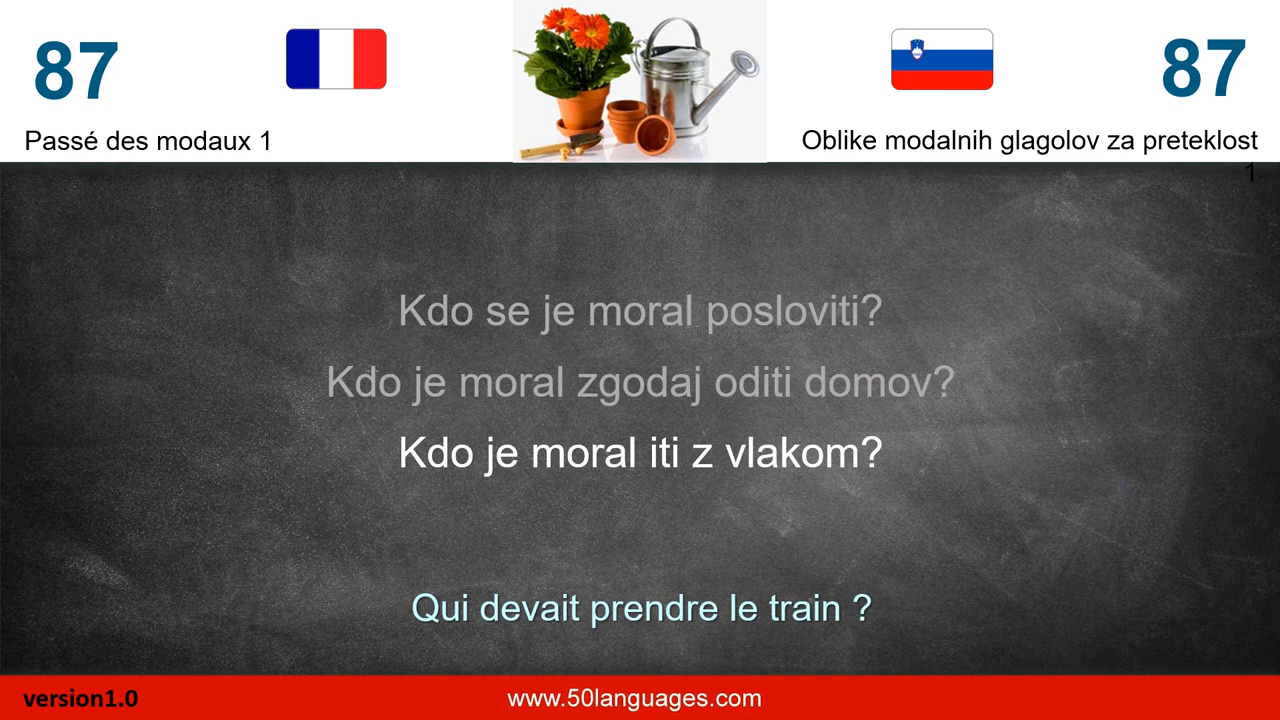 87
87
Passé des modaux 1
Oblike modalnih glagolov za preteklost
1
Kdo se je moral posloviti?
Kdo je moral zgodaj oditi domov?
Kdo je moral iti z vlakom?
Qui devait prendre le train ?
version1.0
www.50languages.com